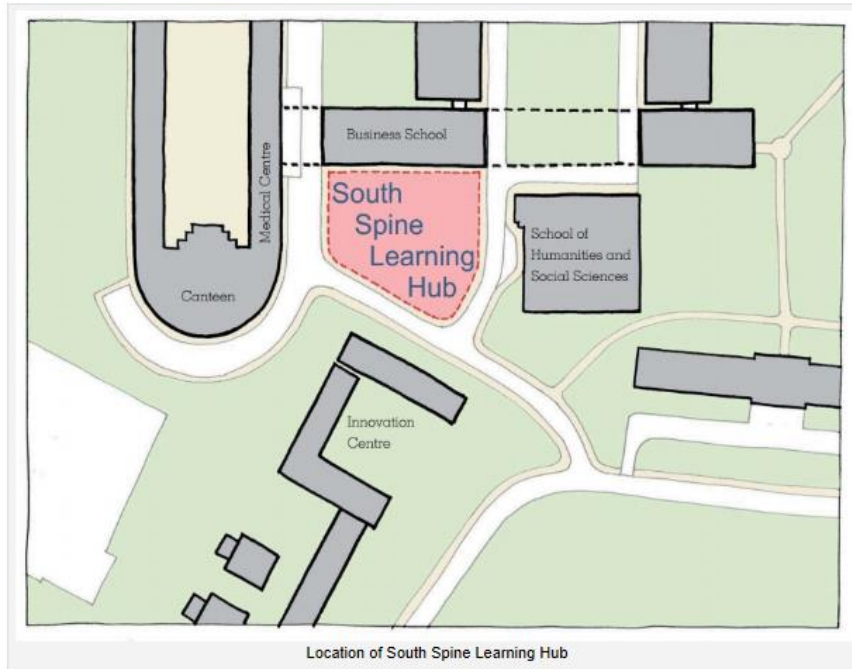 Business School
Medical Centre
South
Spine
Learning
Hub
School of
Humanities and
Social Sciences
Canteen
Innovation
Centre
Location of South Spine Learning Hub